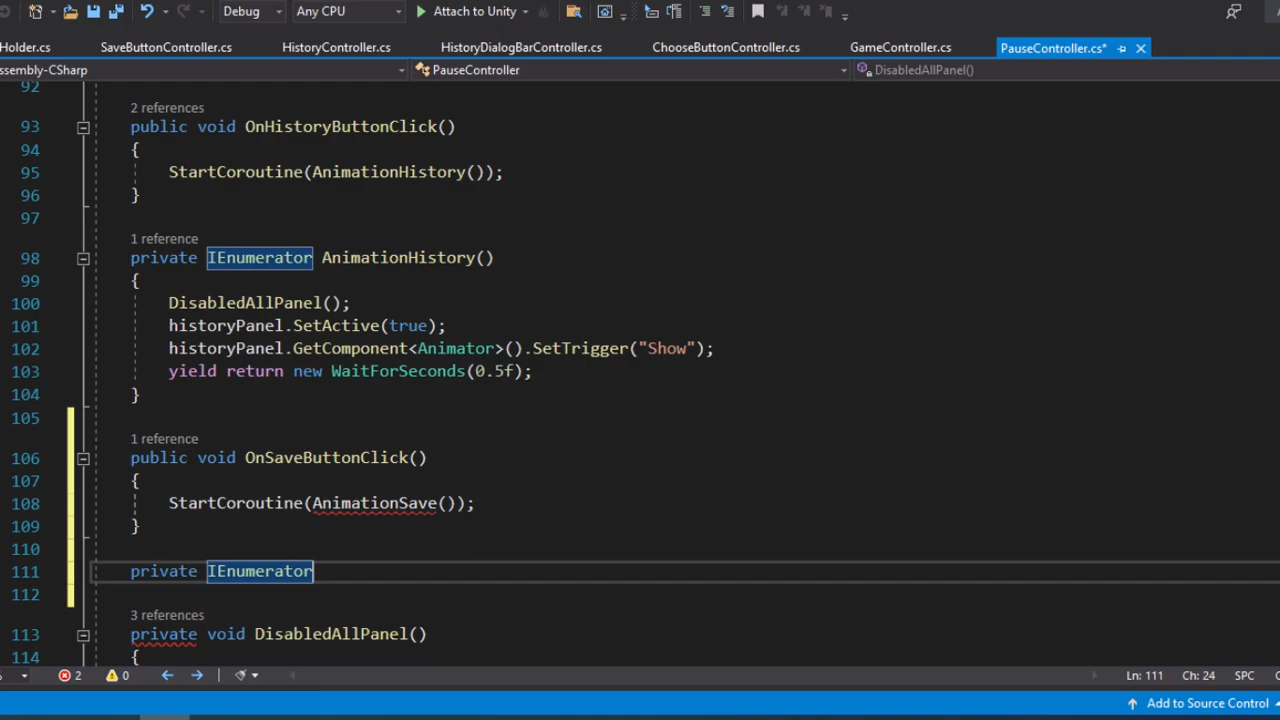 Debug Any CPU Attach to Unity
Holder.cs SaveButtonController.cs HistoryController.cs HistoryDialogBarController.cs ChooseButtonController.cs GameController.cs PauseController.cs*
ssembly-CSharp PauseController DisabledAllPanel()
92
2 references
93 public void OnHistoryButtonClick()
94 {
95 StartCoroutine(AnimationHistory());
96 }
97
1 reference
98 private IEnumerator AnimationHistory()
99 {
100 DisabledAllPanel();
101 historyPanel.SetActive(true);
102 historyPanel.GetComponent<Animator>().SetTrigger("Show");
103 yield return new WaitForSeconds(0.5f);
104 }
105
1 reference
106 public void OnSaveButtonClick()
107 {
108 StartCoroutine(AnimationSave());
109 }
110
111 private IEnumerator
112
3 references
113 private void DisabledAllPanel()
114 {
% 2 0 Ln: 111 Ch: 24 SPC
Add to Source Control